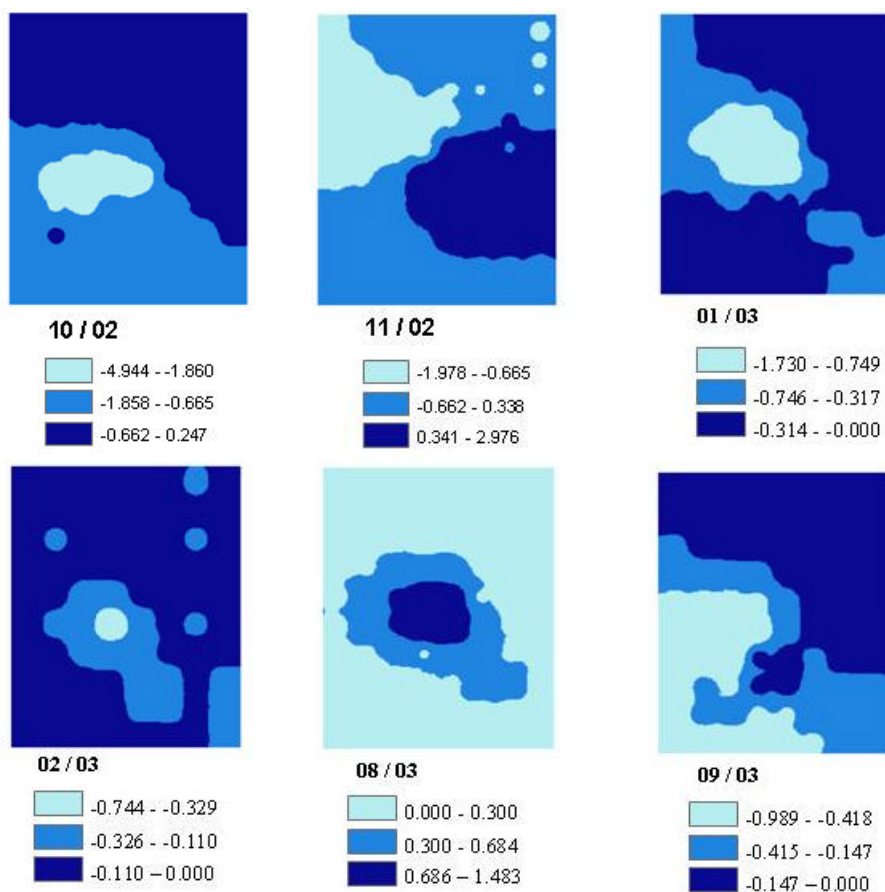 10 / 02
-4.944 - -1.860
-1.858 - -0.665
-0.662 - 0.247
11 / 02
-1.978 - -0.665
-0.662 - 0.338
0.341 - 2.976
01 / 03
-1.730 - -0.749
-0.746 - -0.317
-0.314 - -0.000
02 / 03
-0.744 - -0.329
-0.326 - -0.110
-0.110 – 0.000
08 / 03
0.000 - 0.300
0.300 - 0.684
0.686 - 1.483
09 / 03
-0.989 - -0.418
-0.415 - -0.147
-0.147 – 0.000